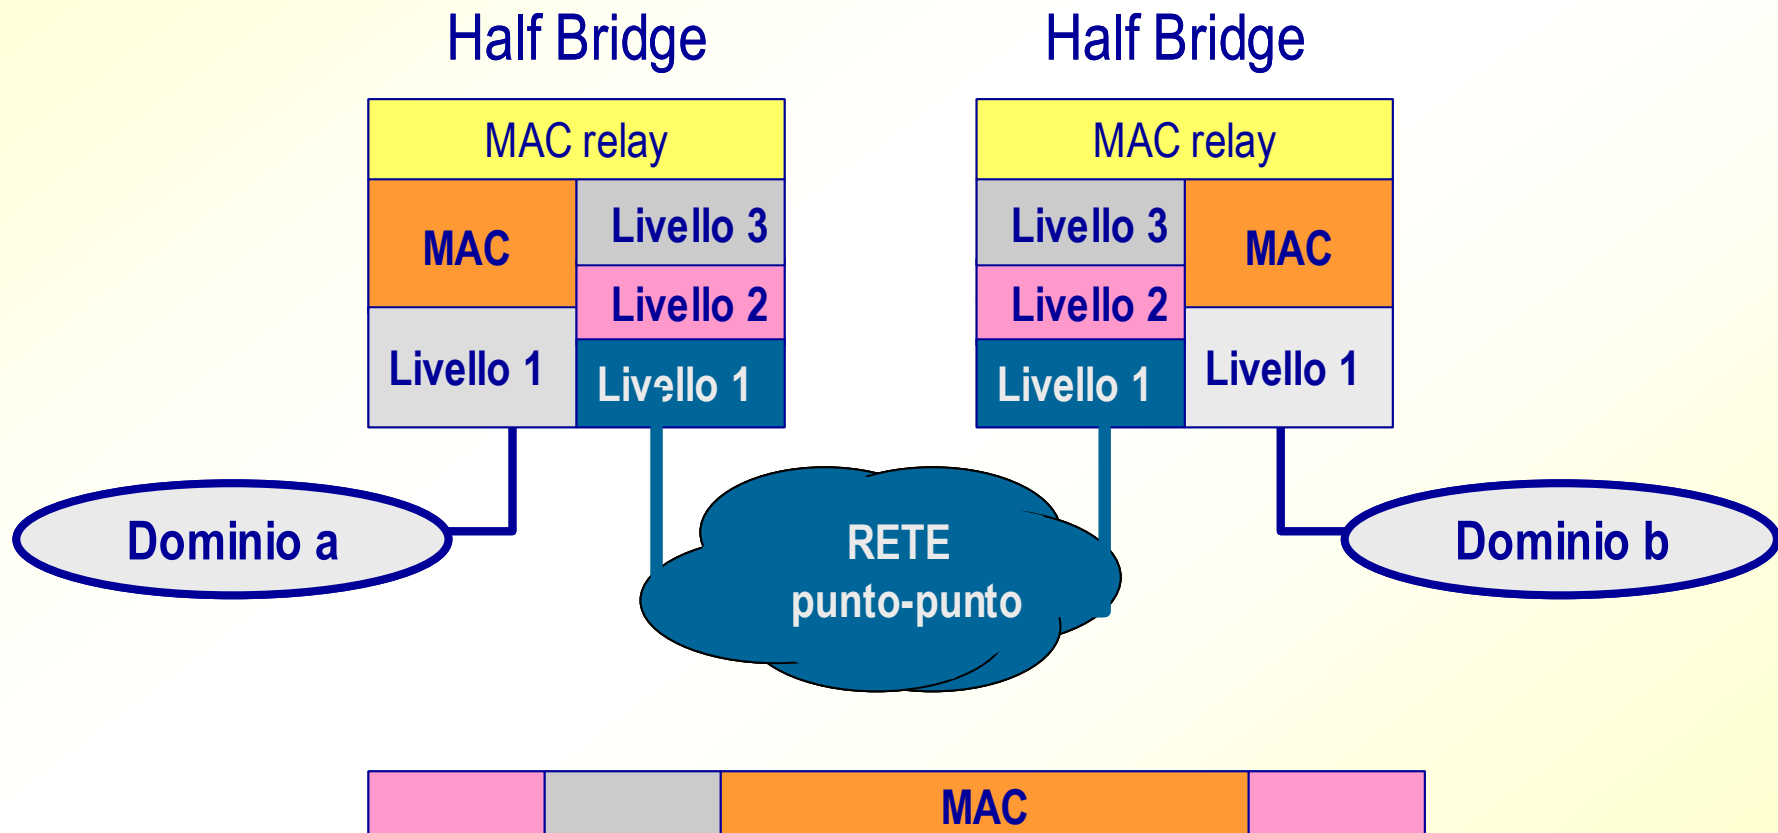 Half Bridge
Half Bridge
MAC relay
MAC relay
MAC
Livello 3
Livello 2
Livello 1
Livello 1
Livello 3
Livello 2
Livello 1
MAC
Livello 1
Dominio a
RETE
punto-punto
Dominio b
MAC